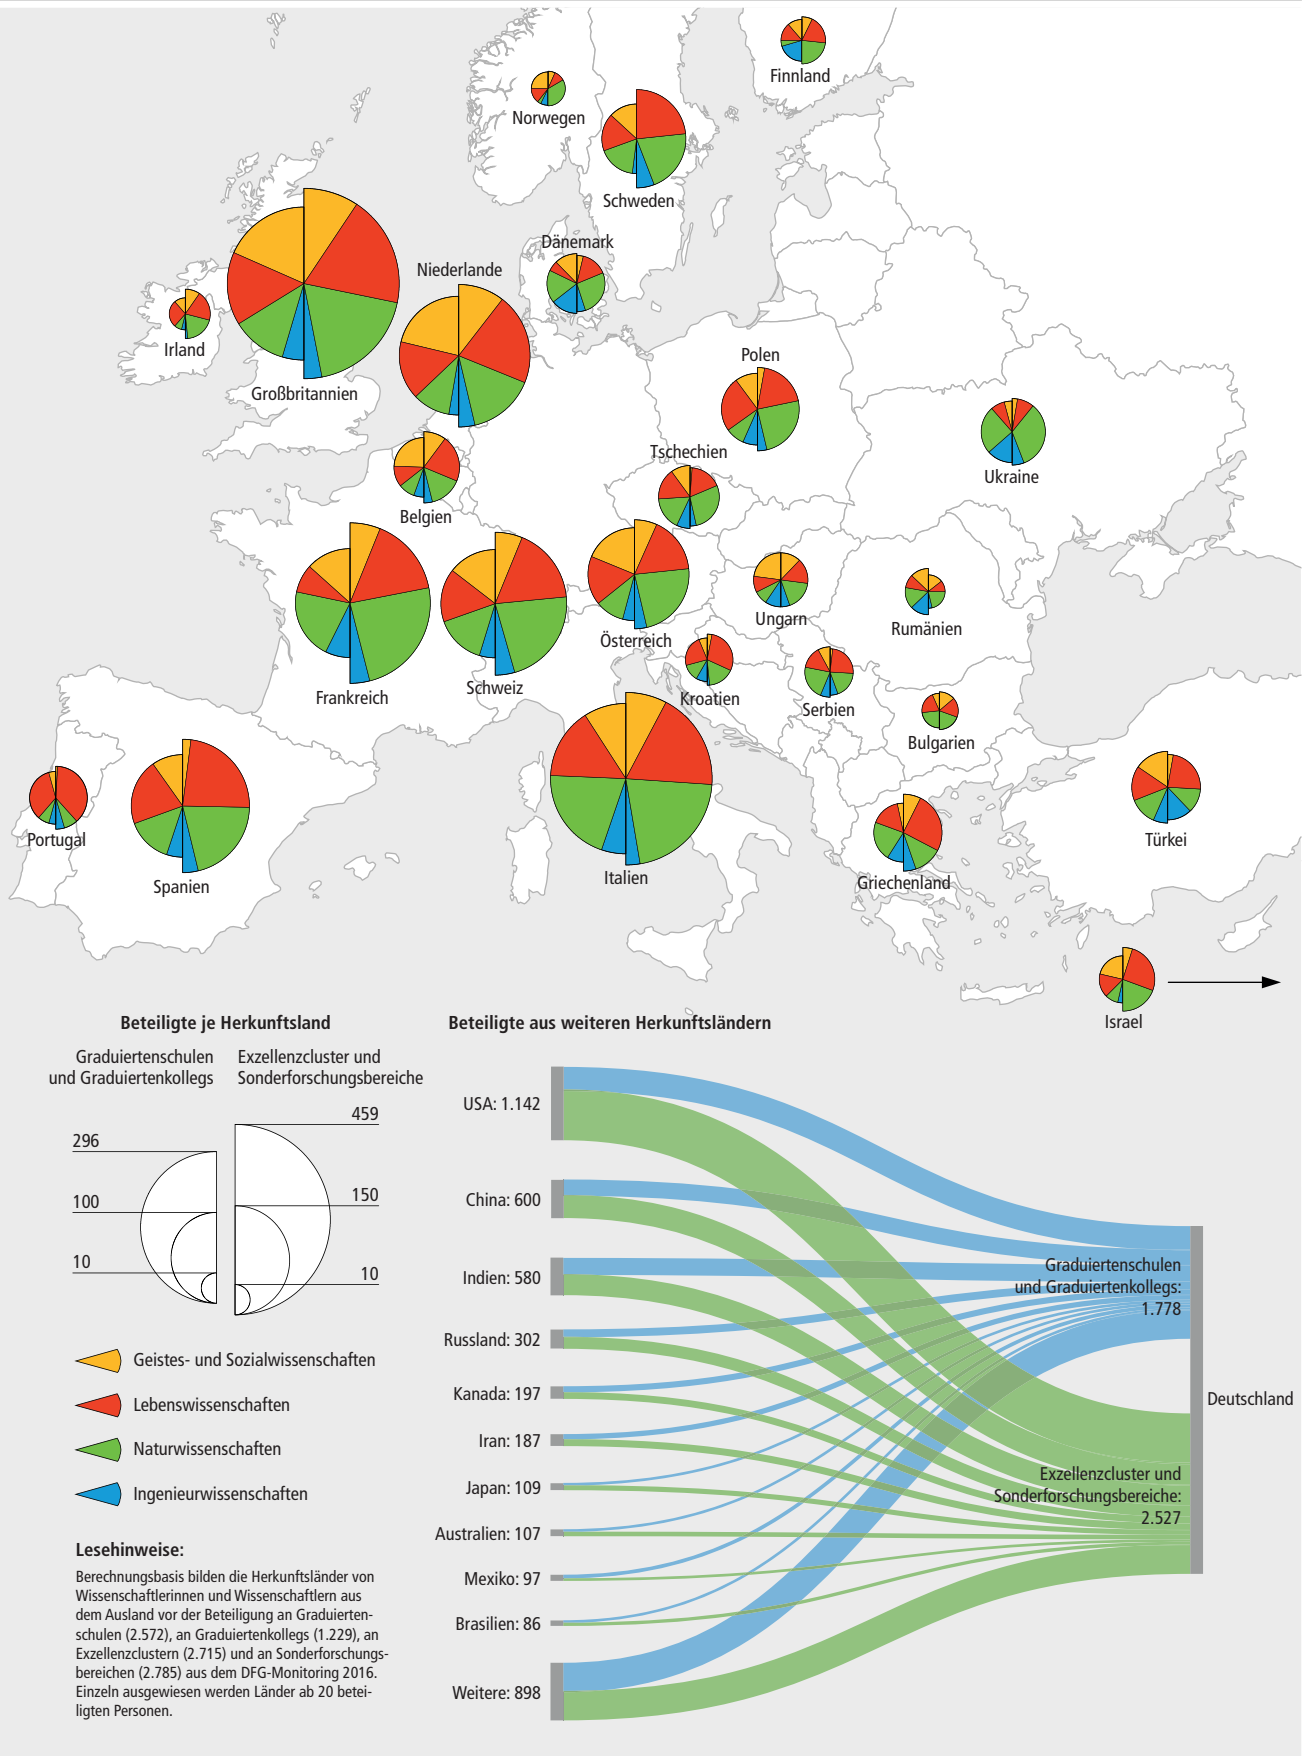 Finnland
Norwegen
Schweden
Dänemark
Niederlande
Irland
Großbritannien
Polen
Tschechien
Ukraine
Belgien
Ungarn
Rumänien
Österreich
Schweiz
Frankreich
Kroatien
Serbien
Bulgarien
Portugal
Spanien
Italien
Griechenland
Türkei
Israel
Beteiligte je Herkunftsland
Graduiertenschulen
und Graduiertenkollegs
Exzellenzcluster und
Sonderforschungsbereiche
459
296
150
100
10
10
Geistes- und Sozialwissenschaften
Lebenswissenschaften
Naturwissenschaften
Ingenieurwissenschaften
Lesehinweise:
Berechnungsbasis bilden die Herkunftsländer von
Wissenschaftlerinnen und Wissenschaftlern aus
dem Ausland vor der Beteiligung an Graduierten-
schulen (2.572), an Graduiertenkollegs (1.229), an
Exzellenzclustern (2.715) und an Sonderforschungs-
bereichen (2.785) aus dem DFG-Monitoring 2016.
Einzeln ausgewiesen werden Länder ab 20 betei-
ligten Personen.
Beteiligte aus weiteren Herkunftsländern
USA: 1.142
China: 600
Indien: 580
Russland: 302
Kanada: 197
Iran: 187
Japan: 109
Australien: 107
Mexiko: 97
Brasilien: 86
Weitere: 898
Graduiertenschulen
und Graduiertenkollegs:
1.778
Deutschland
Exzellenzcluster und
Sonderforschungsbereiche:
2.527